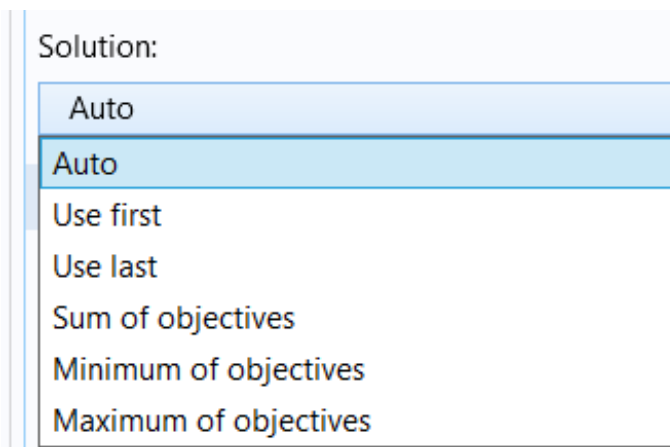 Solution:
Auto
Auto
Use first
Use last
Sum of objectives
Minimum of objectives
Maximum of objectives